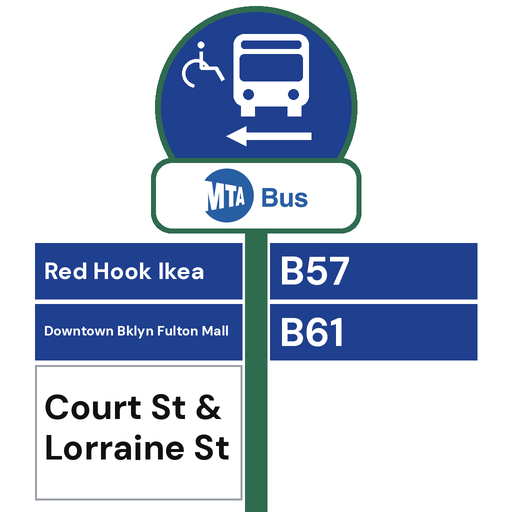 MTA Bus
Red Hook Ikea B57
Downtown Bklyn Fulton Mall B61
Court St &
Lorraine St